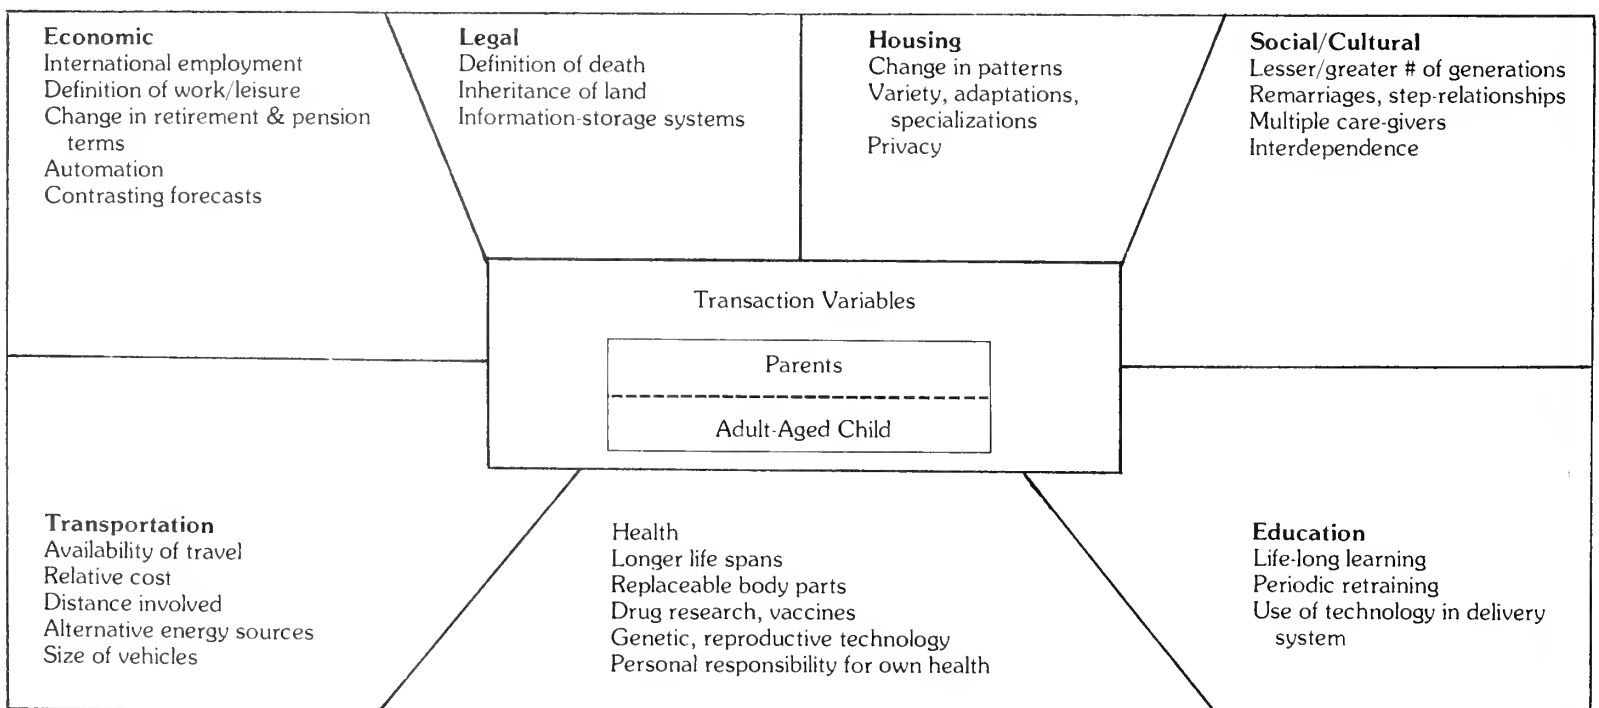 Economic
International employment
Definition of work/leisure
Change in retirement & pension
terms
Automation
Contrasting forecasts
Legal
Definition of death
Inheritance of land
Information-storage systems
Housing
Change in patterns
Variety, adaptations,
specializations
Privacy
Social/Cultural
Lesser/greater # of generations
Remarriages, step-relationships
Multiple care-givers
Interdependence
Transaction Variables
Parents
Adult-Aged Child
Transportation
Availability of travel
Relative cost
Distance involved
Alternative energy sources
Size of vehicles
Health
Longer life spans
Replaceable body parts
Drug research, vaccines
Genetic, reproductive technology
Personal responsibility for own health
Education
Life-long learning
Periodic retraining
Use of technology in delivery
system